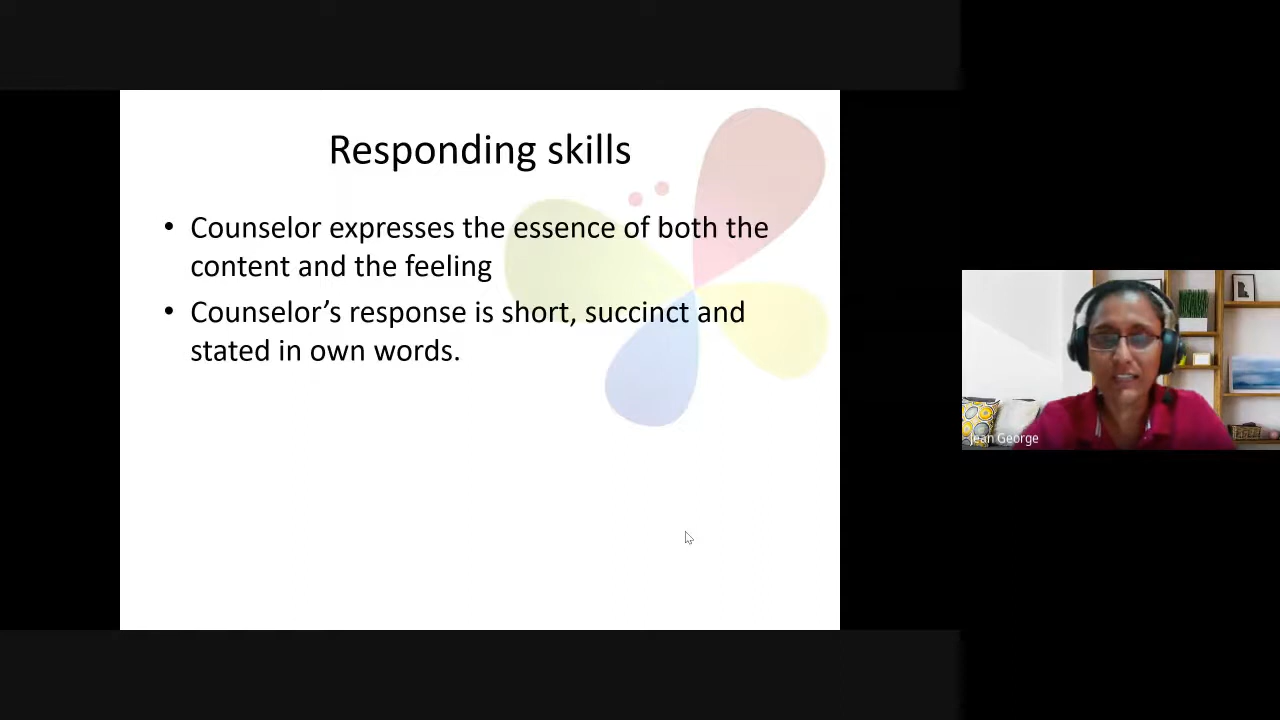 Responding skills
• Counselor expresses the essence of both the
content and the feeling
• Counselor’s response is short, succinct and
stated in own words.
Jean George